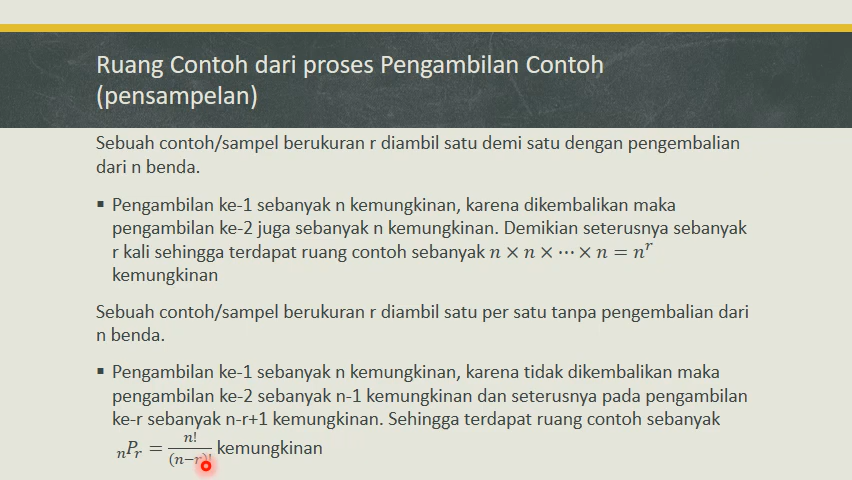 Ruang Contoh dari proses Pengambilan Contoh
(pensampelan)
Sebuah contoh/sampel berukuran r diambil satu demi satu dengan pengembalian
dari n benda.
▪ Pengambilan ke-1 sebanyak n kemungkinan, karena dikembalikan maka
pengambilan ke-2 juga sebanyak n kemungkinan. Demikian seterusnya sebanyak
r kali sehingga terdapat ruang contoh sebanyak n × n × ⋯ × n = n^r
kemungkinan
Sebuah contoh/sampel berukuran r diambil satu per satu tanpa pengembalian dari
n benda.
▪ Pengambilan ke-1 sebanyak n kemungkinan, karena tidak dikembalikan maka
pengambilan ke-2 sebanyak n-1 kemungkinan dan seterusnya pada pengambilan
ke-r sebanyak n-r+1 kemungkinan. Sehingga terdapat ruang contoh sebanyak
nPr = n!/(n−r)! kemungkinan